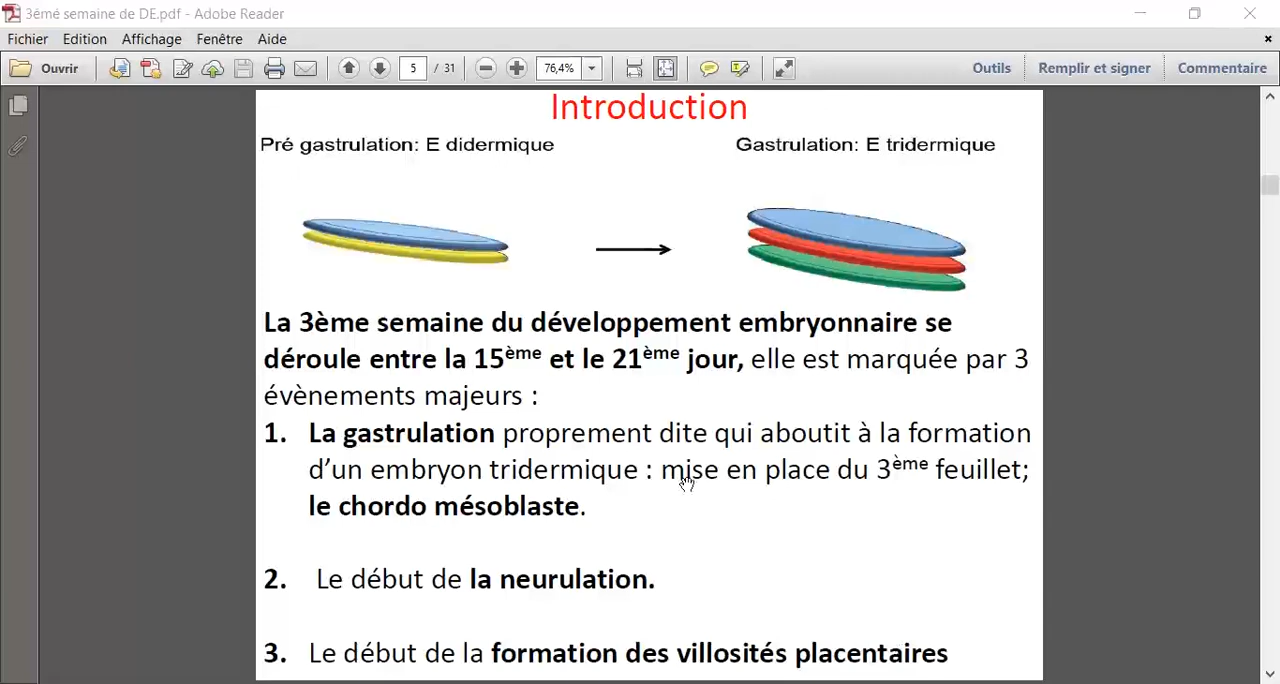 3émé semaine de DE.pdf - Adobe Reader
Fichier Edition Affichage Fenêtre Aide
Ouvrir 5 / 31 76,4% Outils Remplir et signer Commentaire
Introduction
Pré gastrulation: E didermique Gastrulation: E tridermique
La 3ème semaine du développement embryonnaire se
déroule entre la 15ème et le 21ème jour, elle est marquée par 3
évènements majeurs :
1. La gastrulation proprement dite qui aboutit à la formation
d’un embryon tridermique : mise en place du 3ème feuillet;
le chordo mésoblaste.
2. Le début de la neurulation.
3. Le début de la formation des villosités placentaires